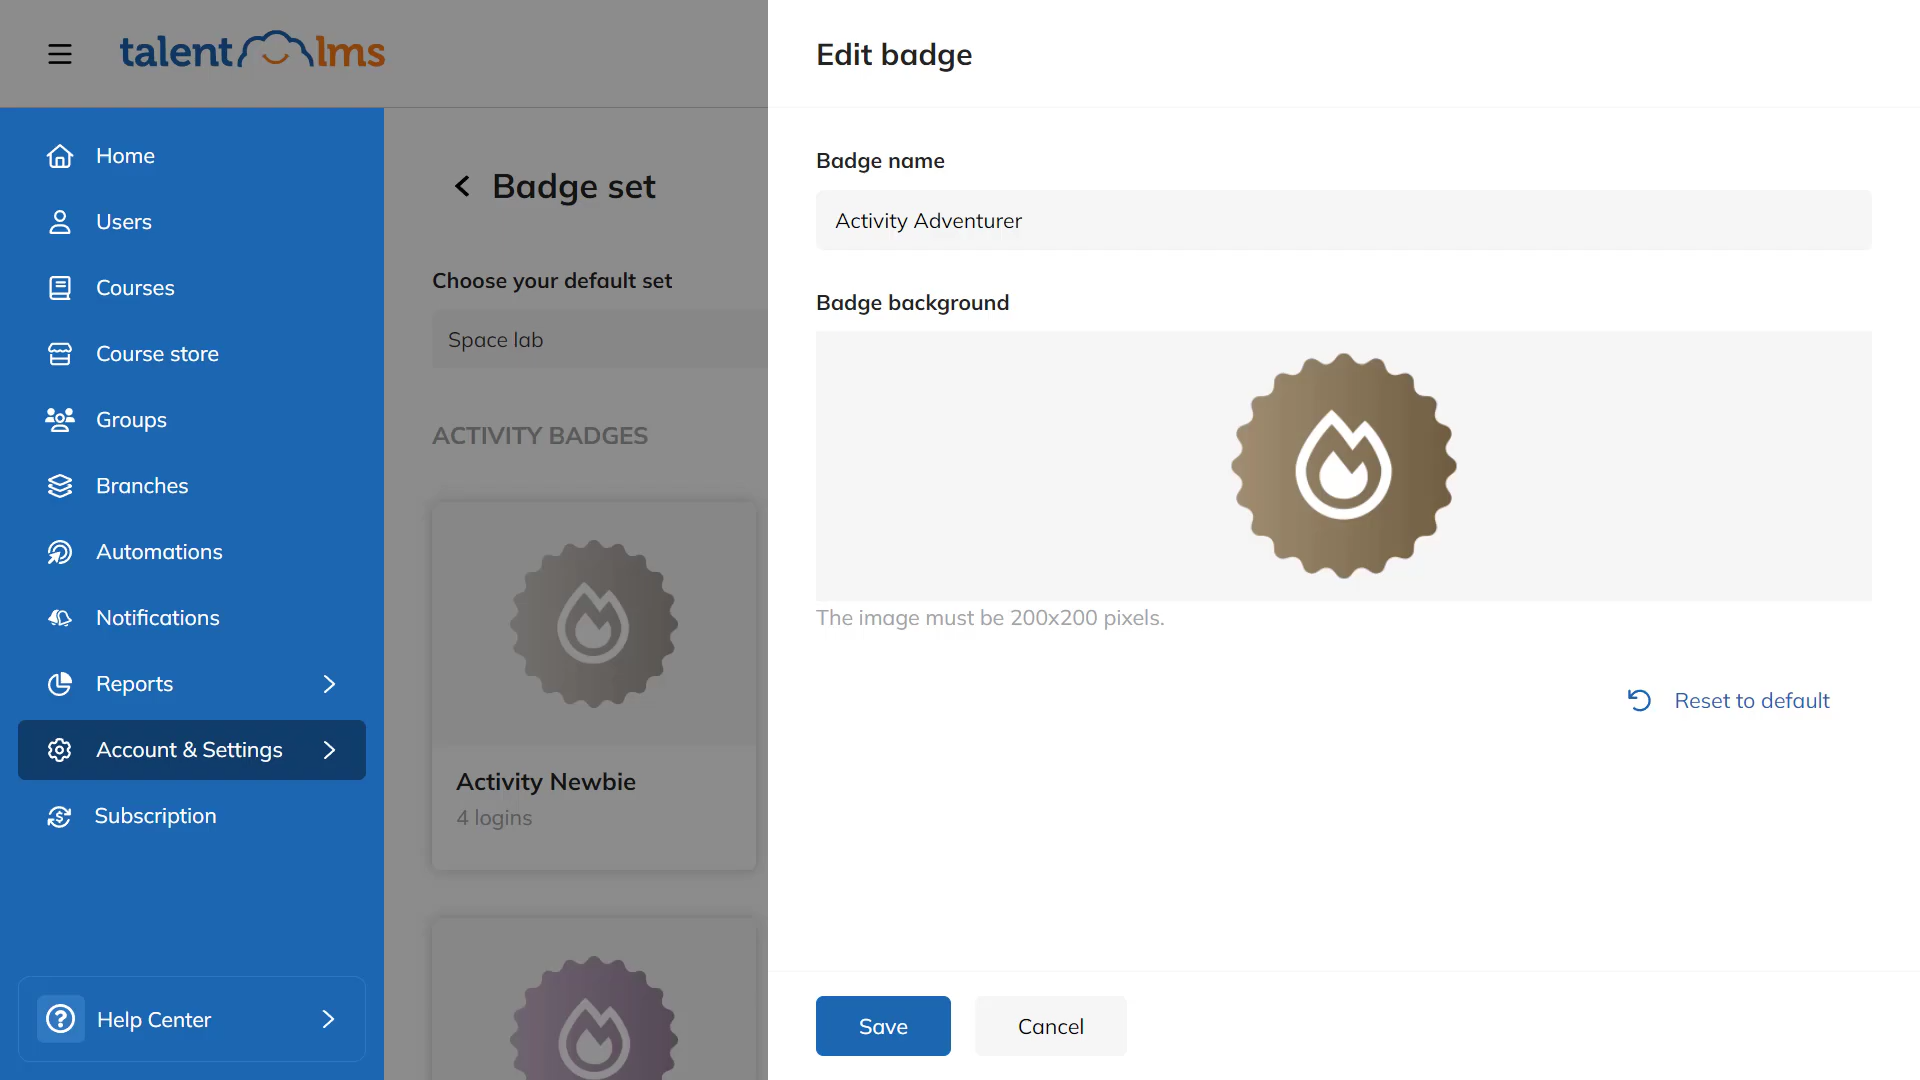 talentlms
Edit badge
Home
Users
Courses
Course store
Groups
Branches
Automations
Notifications
Reports
Account & Settings
Subscription
Help Center
Badge set
Choose your default set
Space lab
ACTIVITY BADGES
Activity Newbie
4 logins
Badge name
Activity Adventurer
Badge background
The image must be 200x200 pixels.
Reset to default
Save
Cancel